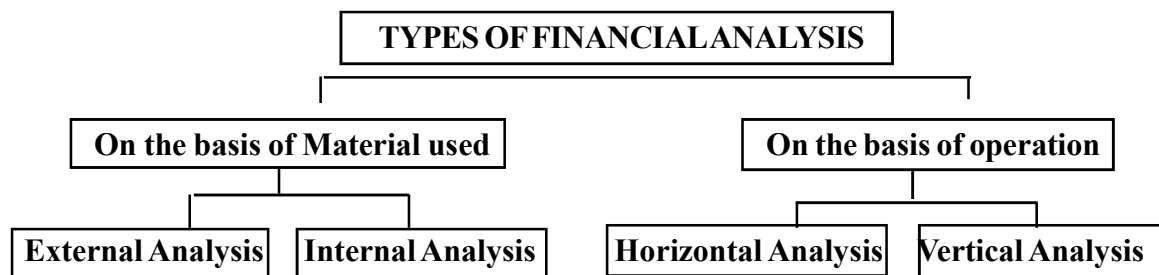 TYPES OF FINANCIAL ANALYSIS
On the basis of Material used
On the basis of operation
External Analysis
Internal Analysis
Horizontal Analysis
Vertical Analysis